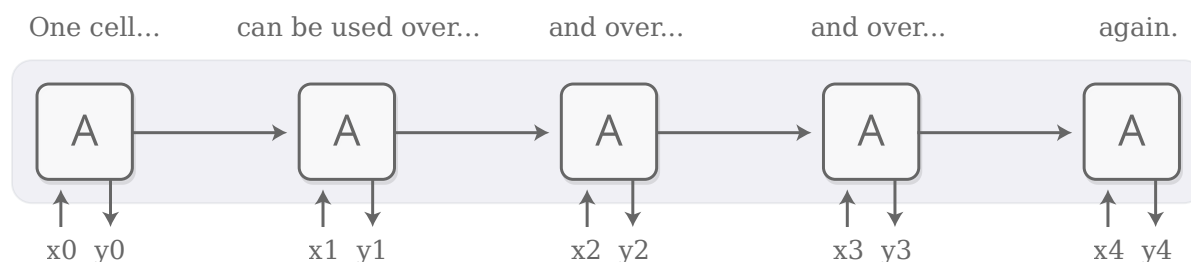 One cell... can be used over... and over... and over... again.
A A A A A
x0 y0 x1 y1 x2 y2 x3 y3 x4 y4